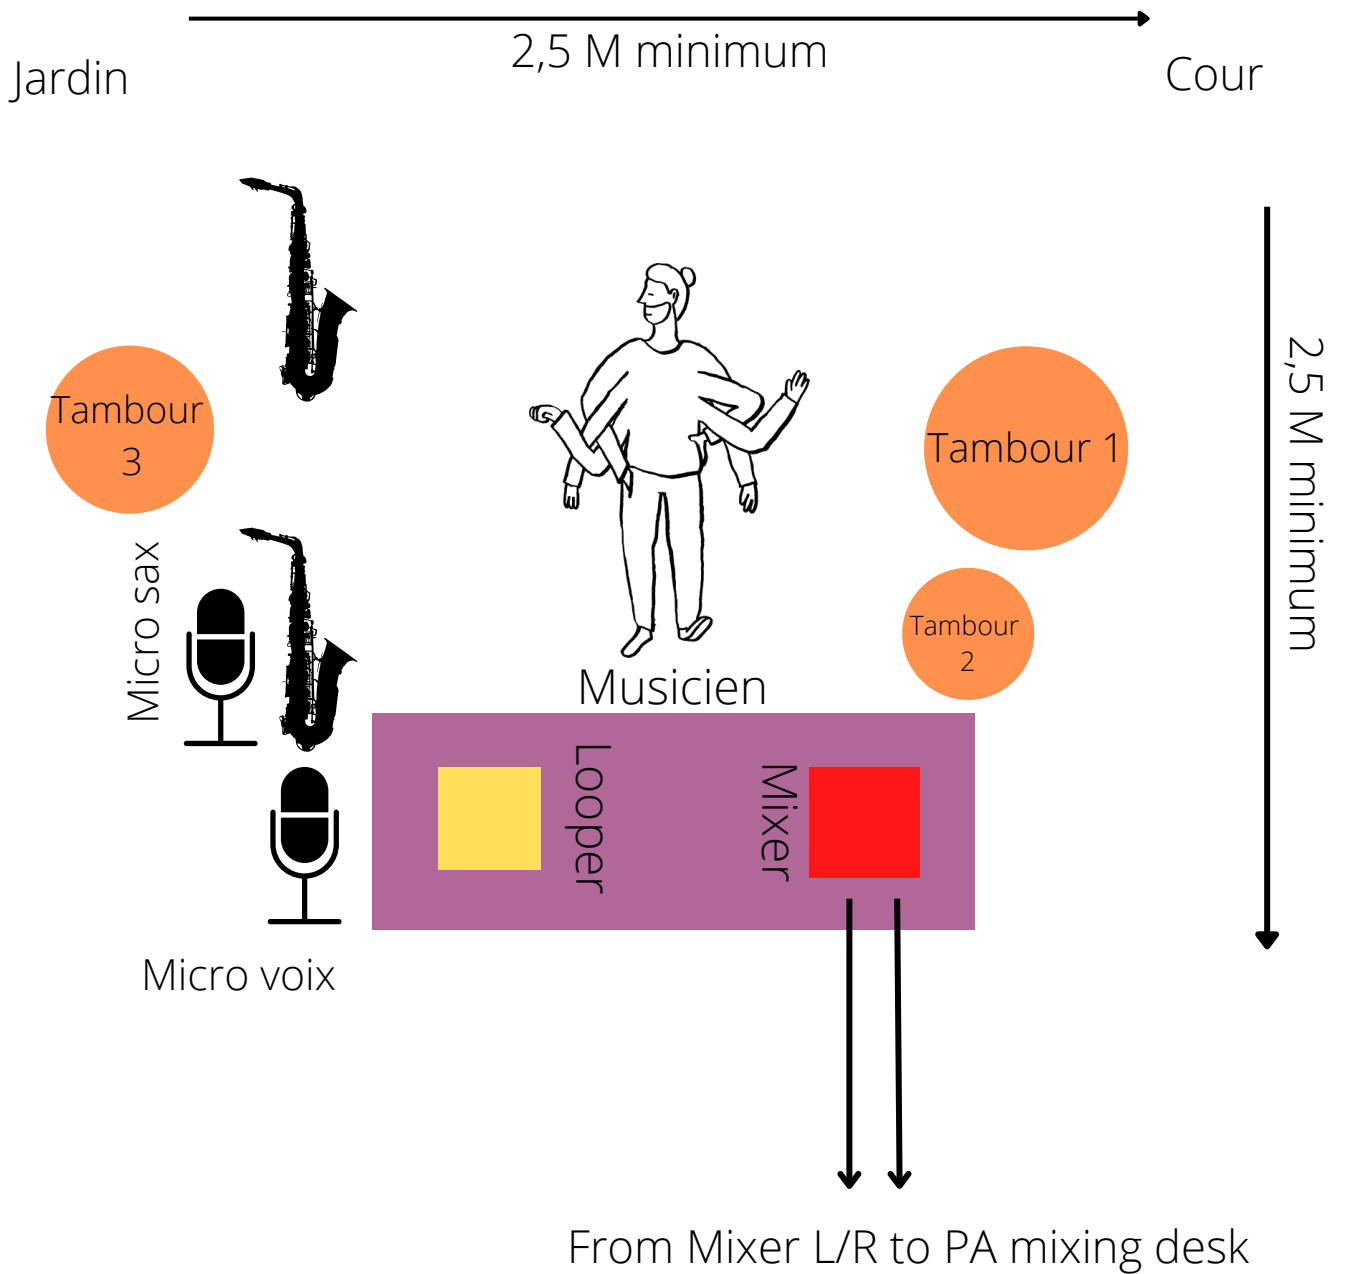 2,5 M minimum
Jardin
Cour
2,5 M minimum
Tambour
3
Tambour 1
Micro sax
Tambour
2
Musicien
Looper
Mixer
Micro voix
From Mixer L/R to PA mixing desk